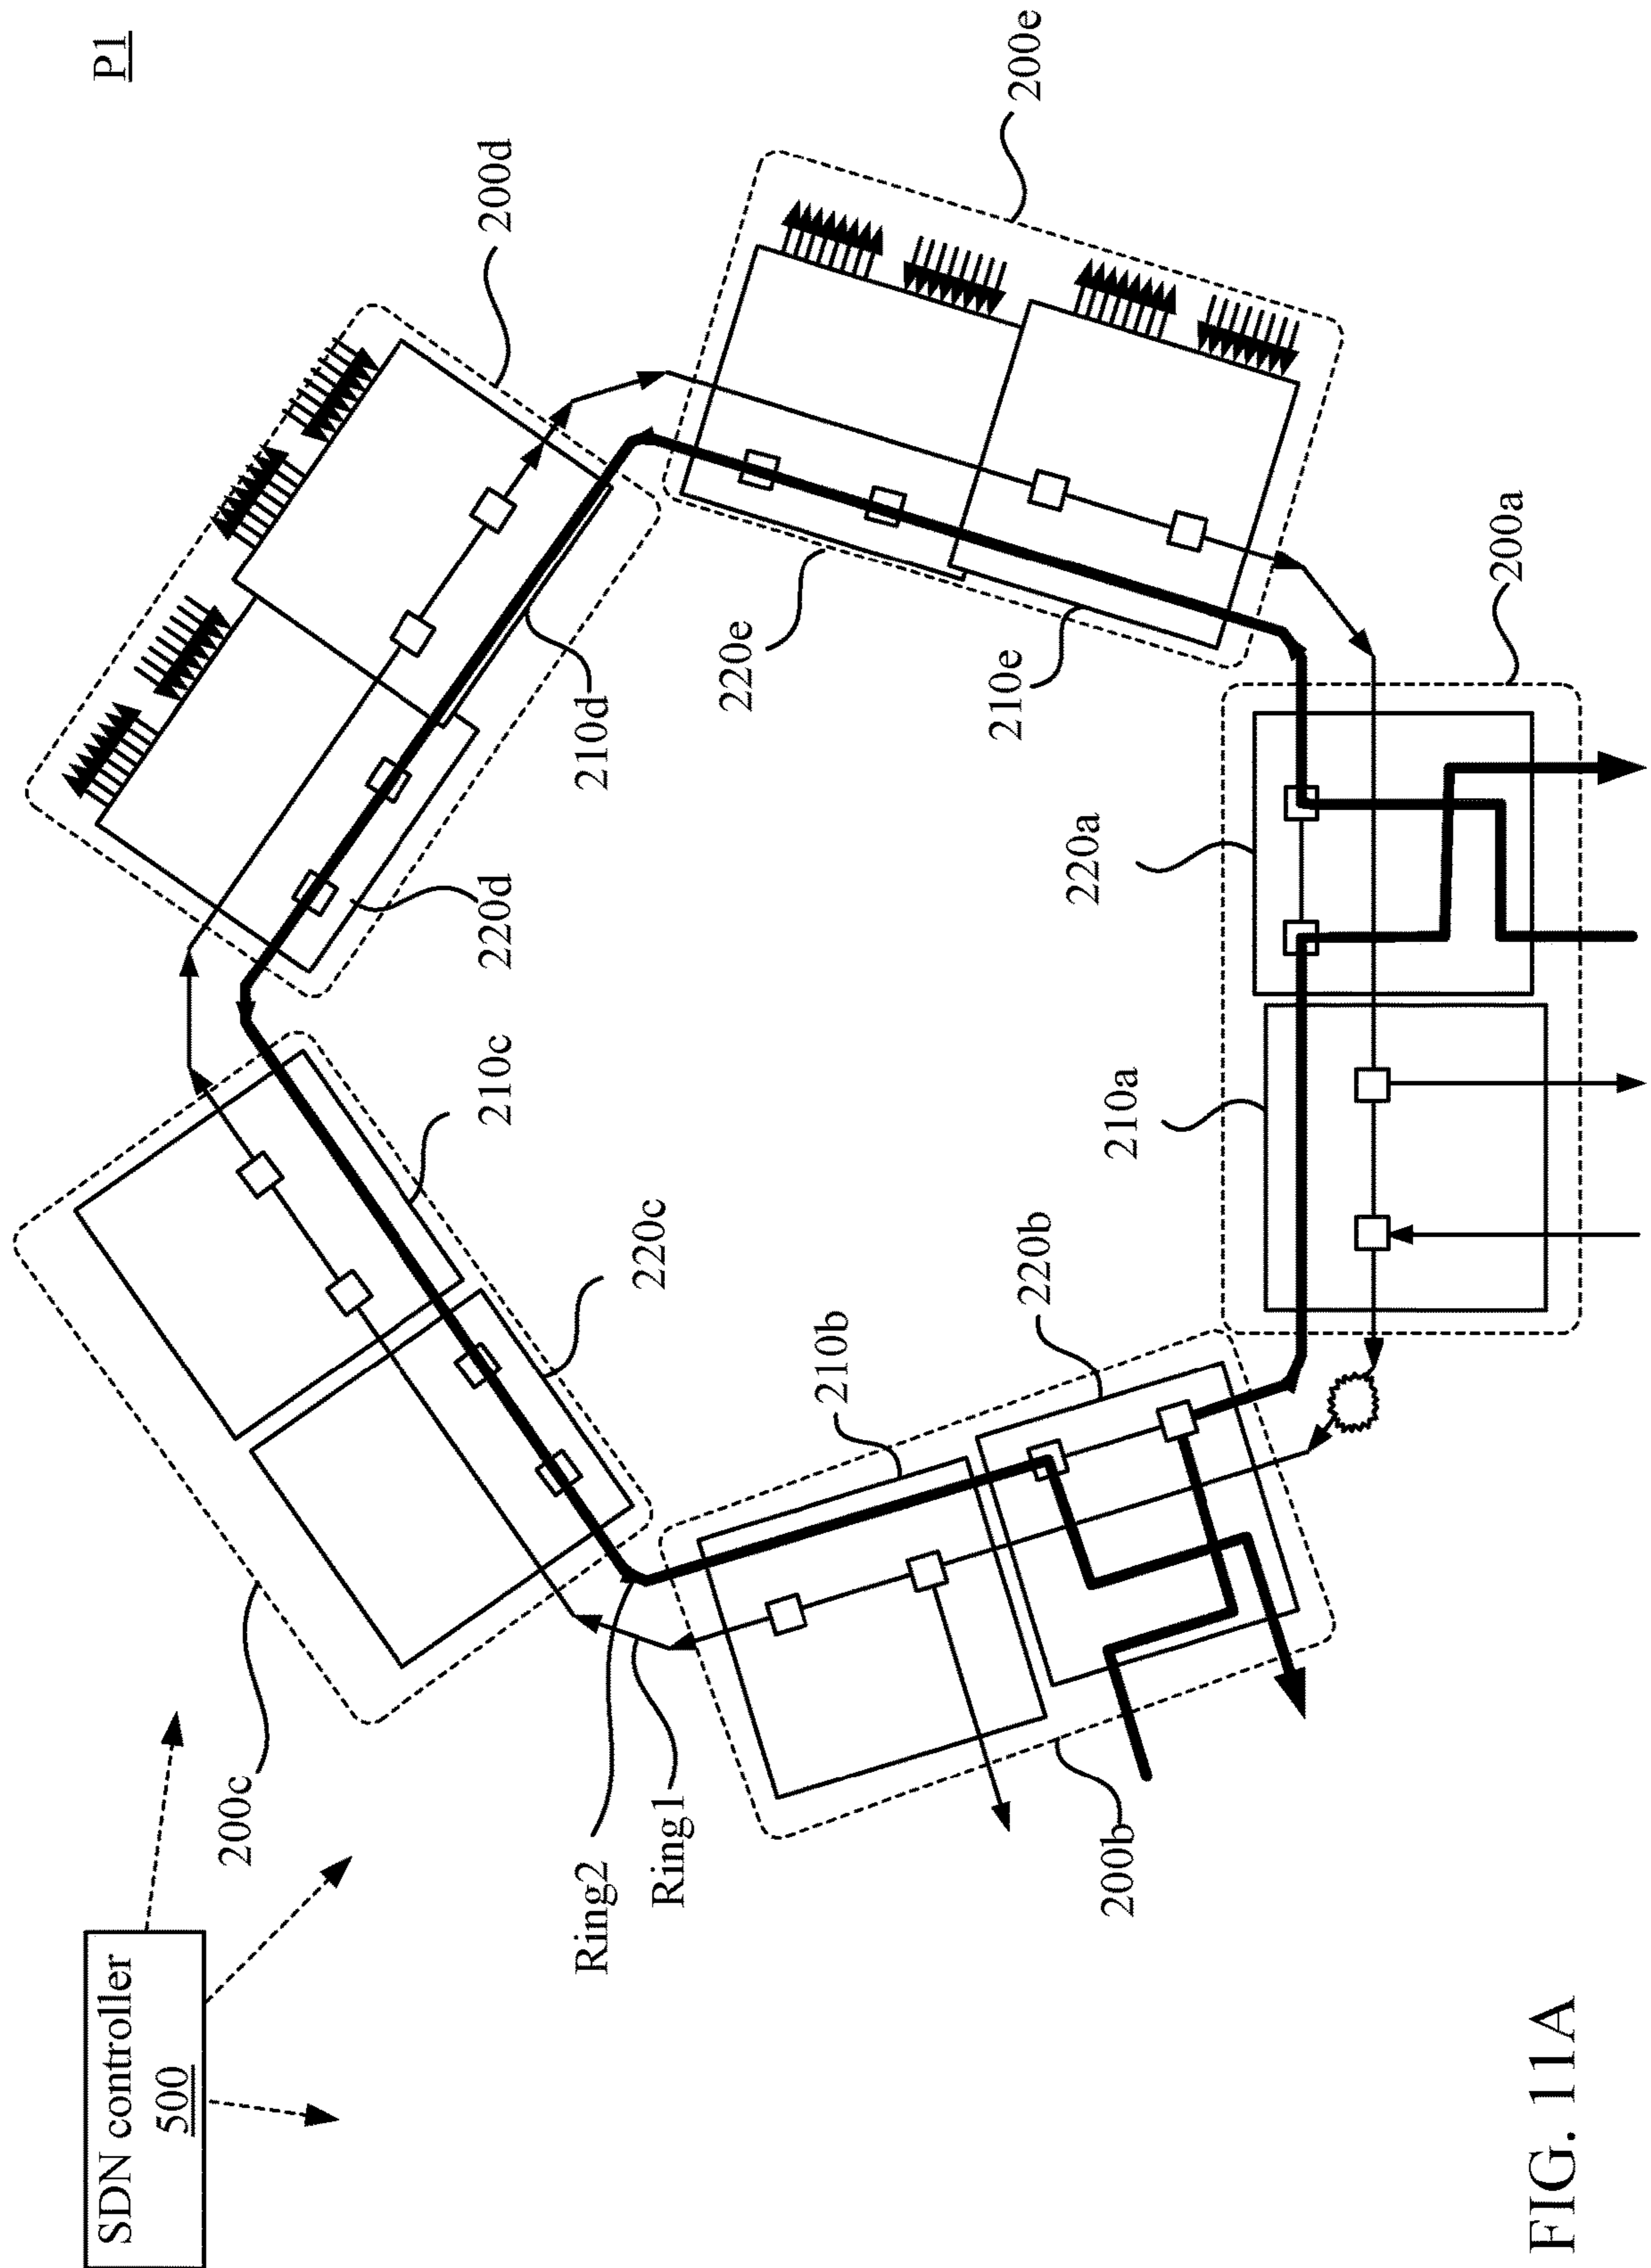 P1
SDN controller
500
200c
Ring2
Ring1
200b
210b
220b
220c
210c
220d
210d
200d
220e
210e
200e
210a
220a
200a
FIG. 11A